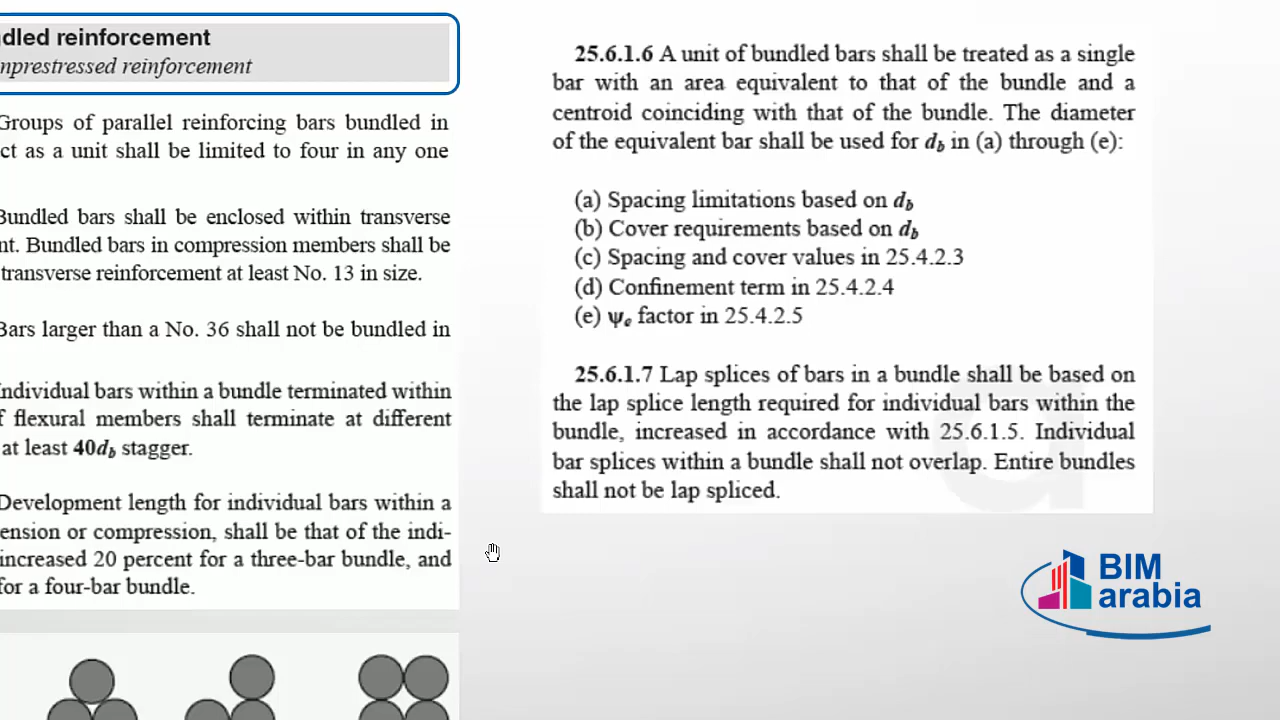 dled reinforcement
nprestressed reinforcement
Groups of parallel reinforcing bars bundled in
ct as a unit shall be limited to four in any one
Bundled bars shall be enclosed within transverse
nt. Bundled bars in compression members shall be
transverse reinforcement at least No. 13 in size.
Bars larger than a No. 36 shall not be bundled in
Individual bars within a bundle terminated within
f flexural members shall terminate at different
at least 40d_b stagger.
Development length for individual bars within a
ension or compression, shall be that of the indi-
increased 20 percent for a three-bar bundle, and
for a four-bar bundle.
25.6.1.6 A unit of bundled bars shall be treated as a single
bar with an area equivalent to that of the bundle and a
centroid coinciding with that of the bundle. The diameter
of the equivalent bar shall be used for d_b in (a) through (e):
(a) Spacing limitations based on d_b
(b) Cover requirements based on d_b
(c) Spacing and cover values in 25.4.2.3
(d) Confinement term in 25.4.2.4
(e) ψ_e factor in 25.4.2.5
25.6.1.7 Lap splices of bars in a bundle shall be based on
the lap splice length required for individual bars within the
bundle, increased in accordance with 25.6.1.5. Individual
bar splices within a bundle shall not overlap. Entire bundles
shall not be lap spliced.
BIM
arabia